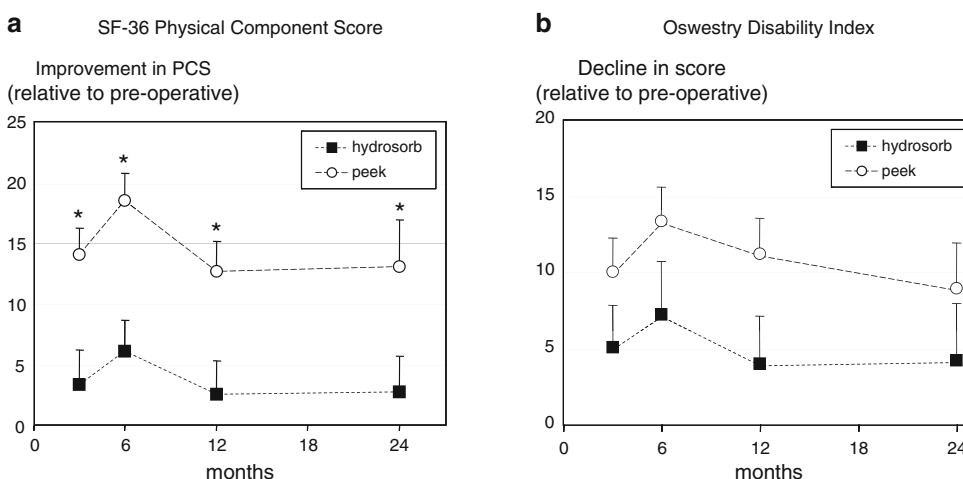 a
SF-36 Physical Component Score
Improvement in PCS
(relative to pre-operative)
25
20
15
10
5
0
hydrosorb
peek
*
*
*
*
0
6
12
18
24
months
b
Oswestry Disability Index
Decline in score
(relative to pre-operative)
20
15
10
5
0
hydrosorb
peek
0
6
12
18
24
months